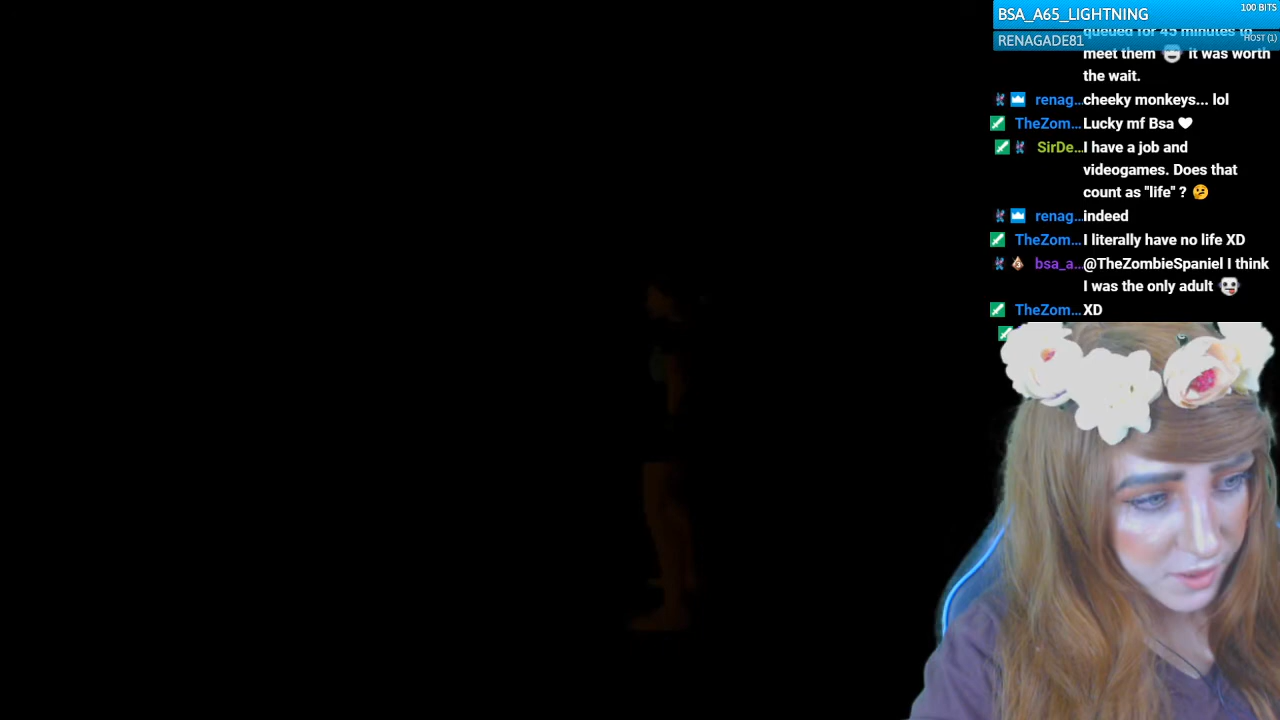 BSA_A65_LIGHTNING 100 BITS
RENAGADE81 HOST (1)
queued for 45 minutes to
meet them it was worth
the wait.
renag... cheeky monkeys... lol
TheZom... Lucky mf Bsa
SirDe... I have a job and
videogames. Does that
count as "life" ?
renag... indeed
TheZom... I literally have no life XD
bsa_a... @TheZombieSpaniel I think
I was the only adult
TheZom... XD